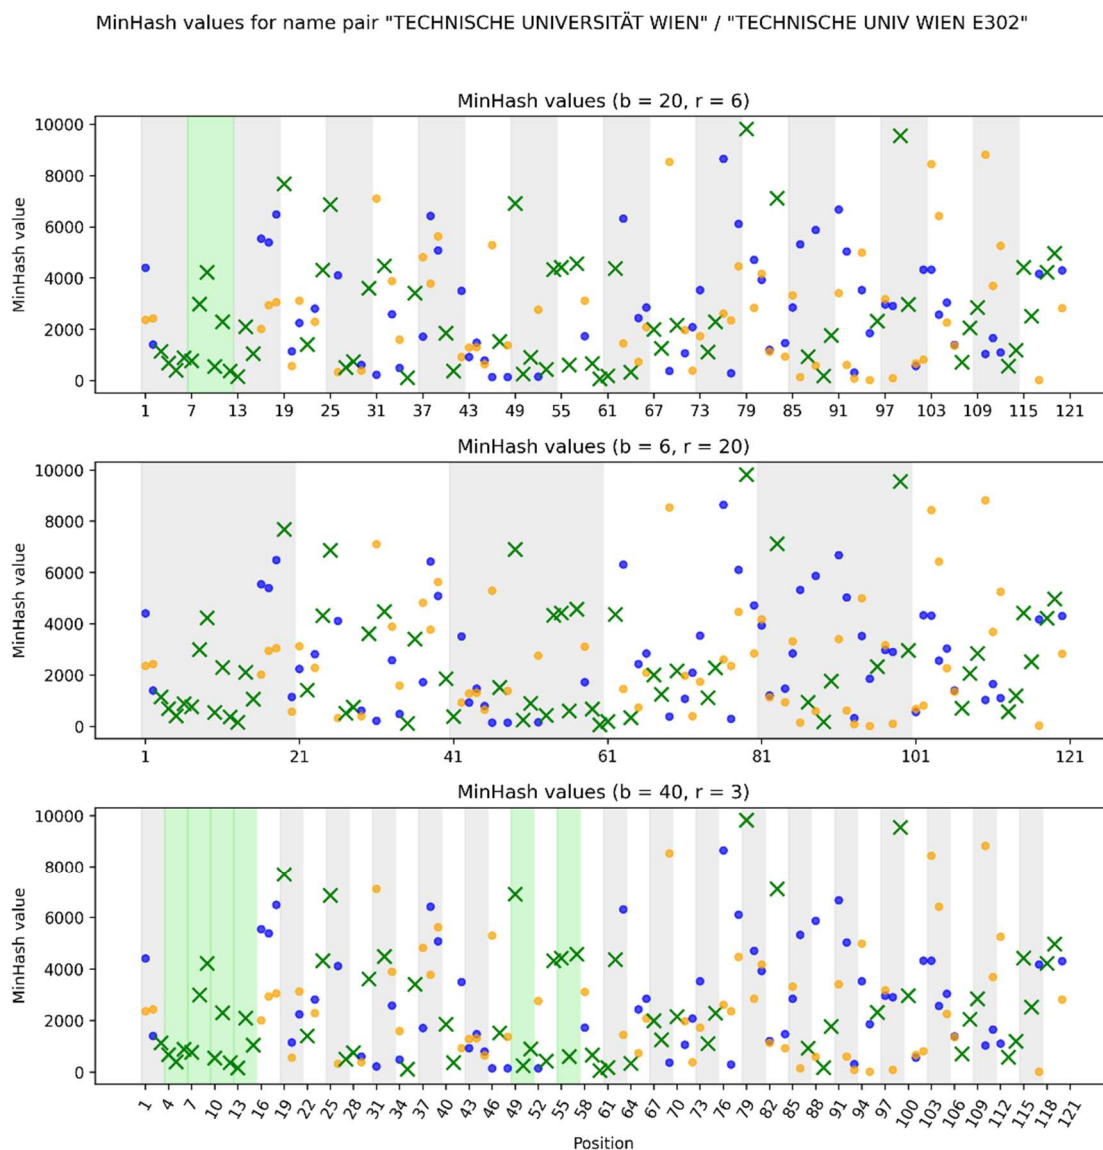 MinHash values for name pair "TECHNISCHE UNIVERSITÄT WIEN" / "TECHNISCHE UNIV WIEN E302"
MinHash values (b = 20, r = 6)
MinHash value
10000
8000
6000
4000
2000
0
1 7 13 19 25 31 37 43 49 55 61 67 73 79 85 91 97 103 109 115 121
MinHash values (b = 6, r = 20)
MinHash value
10000
8000
6000
4000
2000
0
1 21 41 61 81 101 121
MinHash values (b = 40, r = 3)
MinHash value
10000
8000
6000
4000
2000
0
1 4 7 10 13 16 19 22 25 28 31 34 37 40 43 46 49 52 55 58 61 64 67 70 73 76 79 82 85 88 91 94 97 100 103 106 109 112 115 118 121
Position